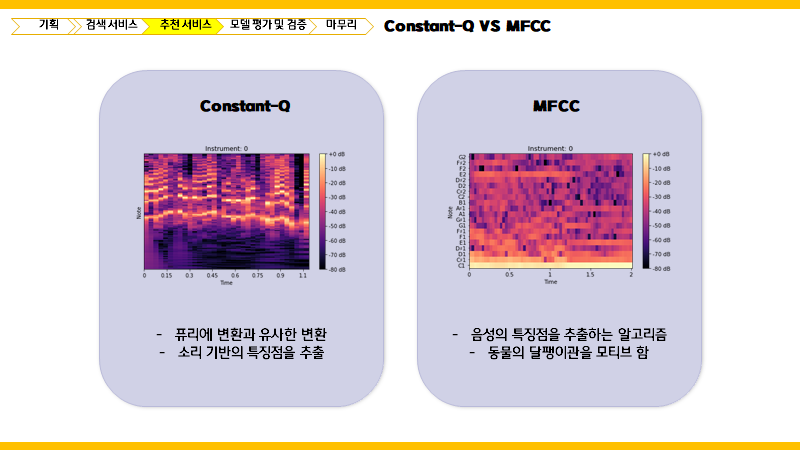 기획
검색 서비스
추천 서비스
모델 평가 및 검증
마무리
Constant-Q VS MFCC
Constant-Q
Instrument: 0
+0 dB
-10 dB
-20 dB
-30 dB
-40 dB
-50 dB
-60 dB
-70 dB
-80 dB
Note
0 0.15 0.3 0.45 0.6 0.75 0.9 1.1
Time
- 퓨리에 변환과 유사한 변환
- 소리 기반의 특징점을 추출
MFCC
Instrument: 0
G2
F♯2
F2
E2
D♯2
D2
C♯2
C2
B1
A♯1
A1
G♯1
G1
F♯1
F1
E1
D♯1
D1
C♯1
C1
+0 dB
-10 dB
-20 dB
-30 dB
-40 dB
-50 dB
-60 dB
-70 dB
-80 dB
Note
0 0.5 1 1.5 2
Time
- 음성의 특징점을 추출하는 알고리즘
- 동물의 달팽이관을 모티브 함